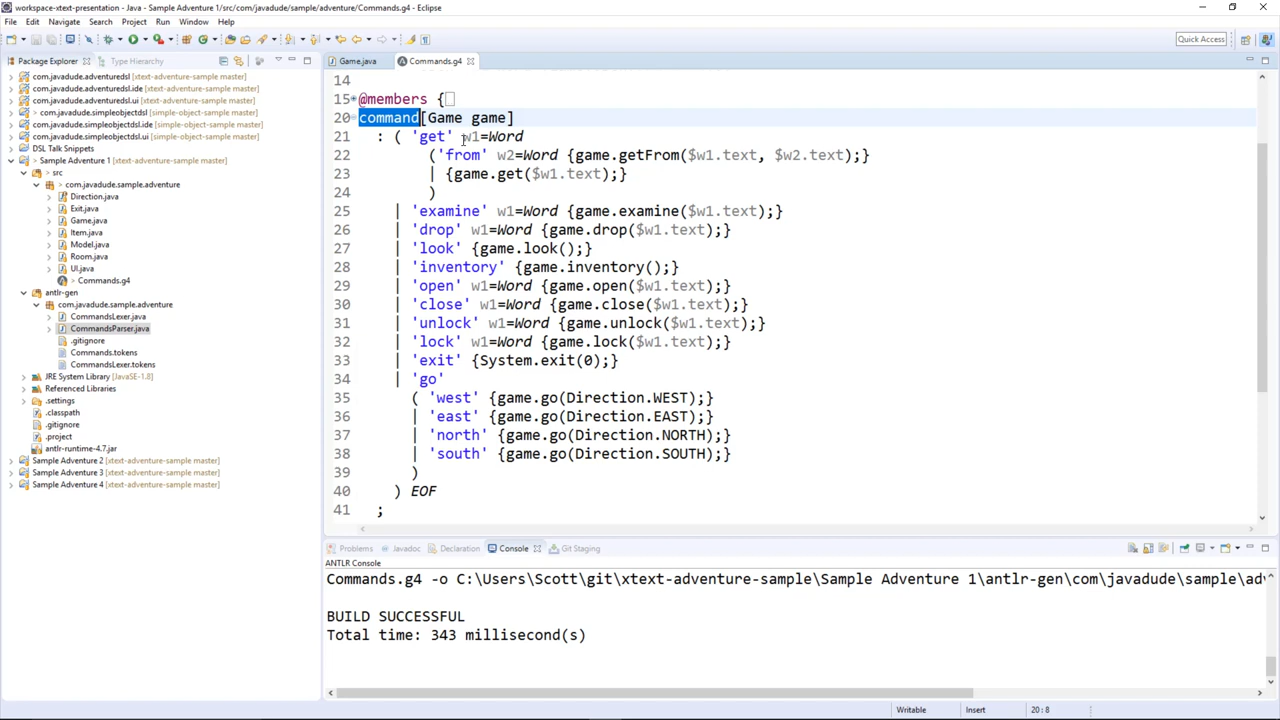 workspace-xtext-presentation - Java - Sample Adventure 1/src/com/javadude/sample/adventure/Commands.g4 - Eclipse
File Edit Navigate Search Project Run Window Help
Quick Access
Package Explorer Type Hierarchy
com.javadude.adventuredsl [xtext-adventure-sample master]
com.javadude.adventuredsl.ide [xtext-adventure-sample master]
com.javadude.adventuredsl.ui [xtext-adventure-sample master]
> com.javadude.simpleobjectdsl [simple-object-dsl master]
com.javadude.simpleobjectdsl.ide [simple-object-dsl master]
com.javadude.simpleobjectdsl.ui [simple-object-dsl master]
DSL Talk Snippets
> Sample Adventure 1 [xtext-adventure-sample master]
> src
> com.javadude.sample.adventure
Direction.java
Exit.java
Game.java
Item.java
Model.java
Room.java
UI.java
> Commands.g4
antlr-gen
com.javadude.sample.adventure
CommandsLexer.java
CommandsParser.java
.gitignore
Commands.tokens
CommandsLexer.tokens
JRE System Library [JavaSE-1.8]
Referenced Libraries
.settings
.classpath
.gitignore
.project
antlr-runtime-4.7.jar
Sample Adventure 2 [xtext-adventure-sample master]
Sample Adventure 3 [xtext-adventure-sample master]
Sample Adventure 4 [xtext-adventure-sample master]
Game.java Commands.g4
14
15 @members {
20 command[Game game]
21 : ( 'get' w1=Word
22 ('from' w2=Word {game.getFrom($w1.text, $w2.text);}
23 | {game.get($w1.text);}
24 )
25 | 'examine' w1=Word {game.examine($w1.text);}
26 | 'drop' w1=Word {game.drop($w1.text);}
27 | 'look' {game.look();}
28 | 'inventory' {game.inventory();}
29 | 'open' w1=Word {game.open($w1.text);}
30 | 'close' w1=Word {game.close($w1.text);}
31 | 'unlock' w1=Word {game.unlock($w1.text);}
32 | 'lock' w1=Word {game.lock($w1.text);}
33 | 'exit' {System.exit(0);}
34 | 'go'
35 ( 'west' {game.go(Direction.WEST);}
36 | 'east' {game.go(Direction.EAST);}
37 | 'north' {game.go(Direction.NORTH);}
38 | 'south' {game.go(Direction.SOUTH);}
39 )
40 ) EOF
41 ;
Problems Javadoc Declaration Console Git Staging
ANTLR Console
Commands.g4 -o C:\Users\Scott\git\xtext-adventure-sample\Sample Adventure 1\antlr-gen\com\javadude\sample\adv
BUILD SUCCESSFUL
Total time: 343 millisecond(s)
Writable Insert 20 : 8